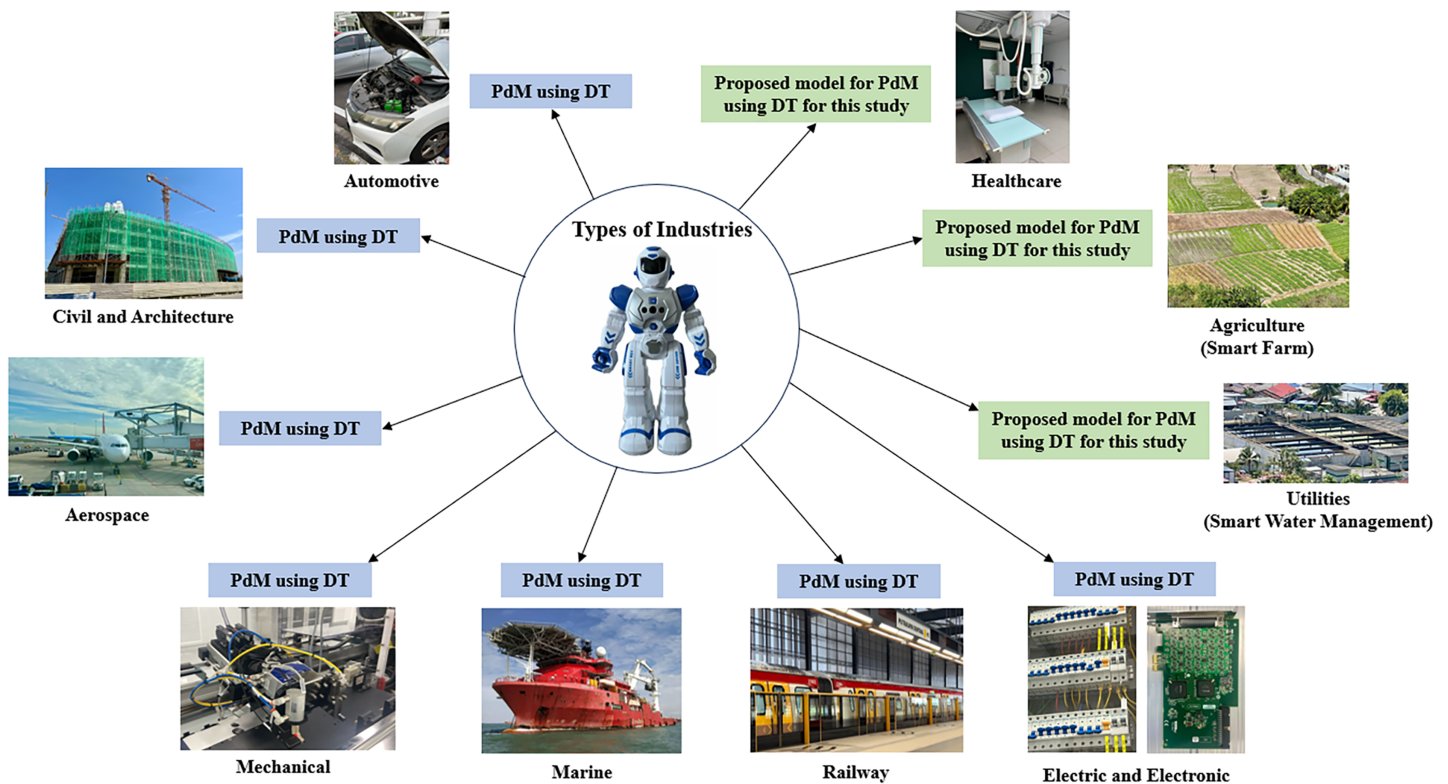 Types of Industries
PdM using DT
Automotive
Proposed model for PdM
using DT for this study
Healthcare
PdM using DT
Civil and Architecture
Proposed model for PdM
using DT for this study
Agriculture
(Smart Farm)
PdM using DT
Aerospace
Proposed model for PdM
using DT for this study
Utilities
(Smart Water Management)
PdM using DT
Mechanical
PdM using DT
Marine
PdM using DT
Railway
PdM using DT
Electric and Electronic